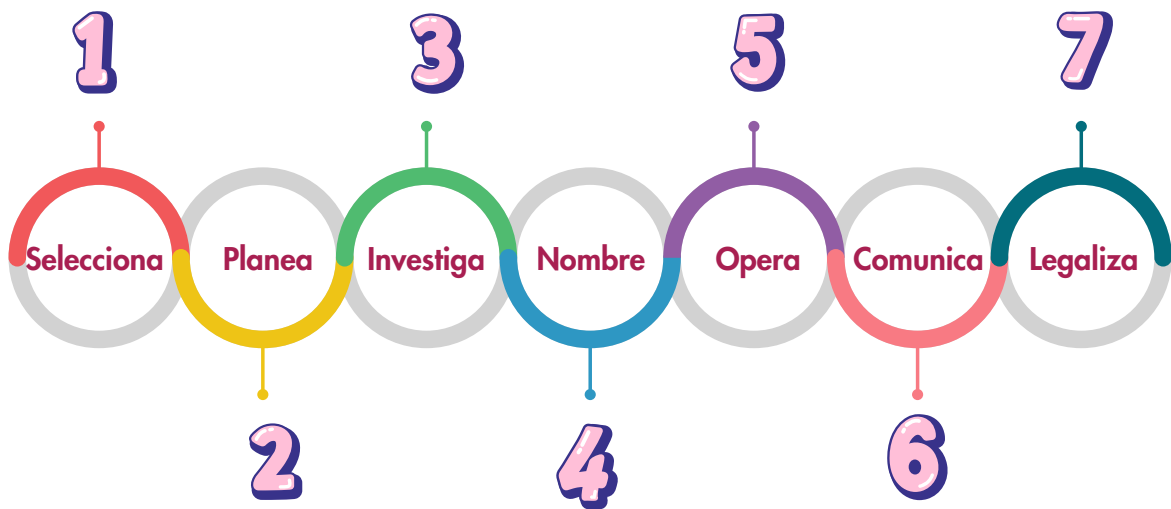 1
3
5
7
Selecciona
Planea
Investiga
Nombre
Opera
Comunica
Legaliza
2
4
6